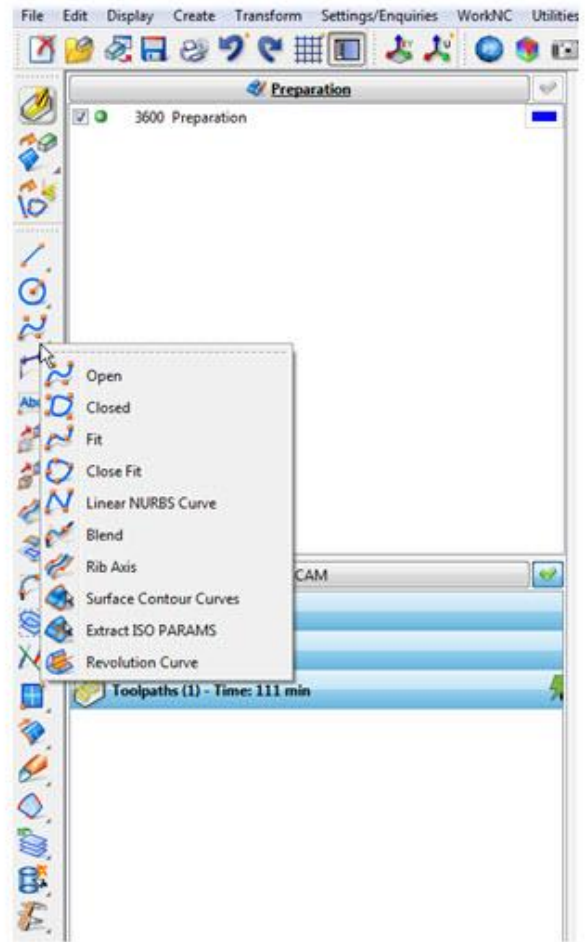 File Edit Display Create Transform Settings/Enquiries WorkNC Utilities
Preparation
3600 Preparation
Abc
Open
Closed
Fit
Close Fit
Linear NURBS Curve
Blend
Rib Axis
Surface Contour Curves
Extract ISO PARAMS
Revolution Curve
CAM
Toolpaths (1) - Time: 111 min